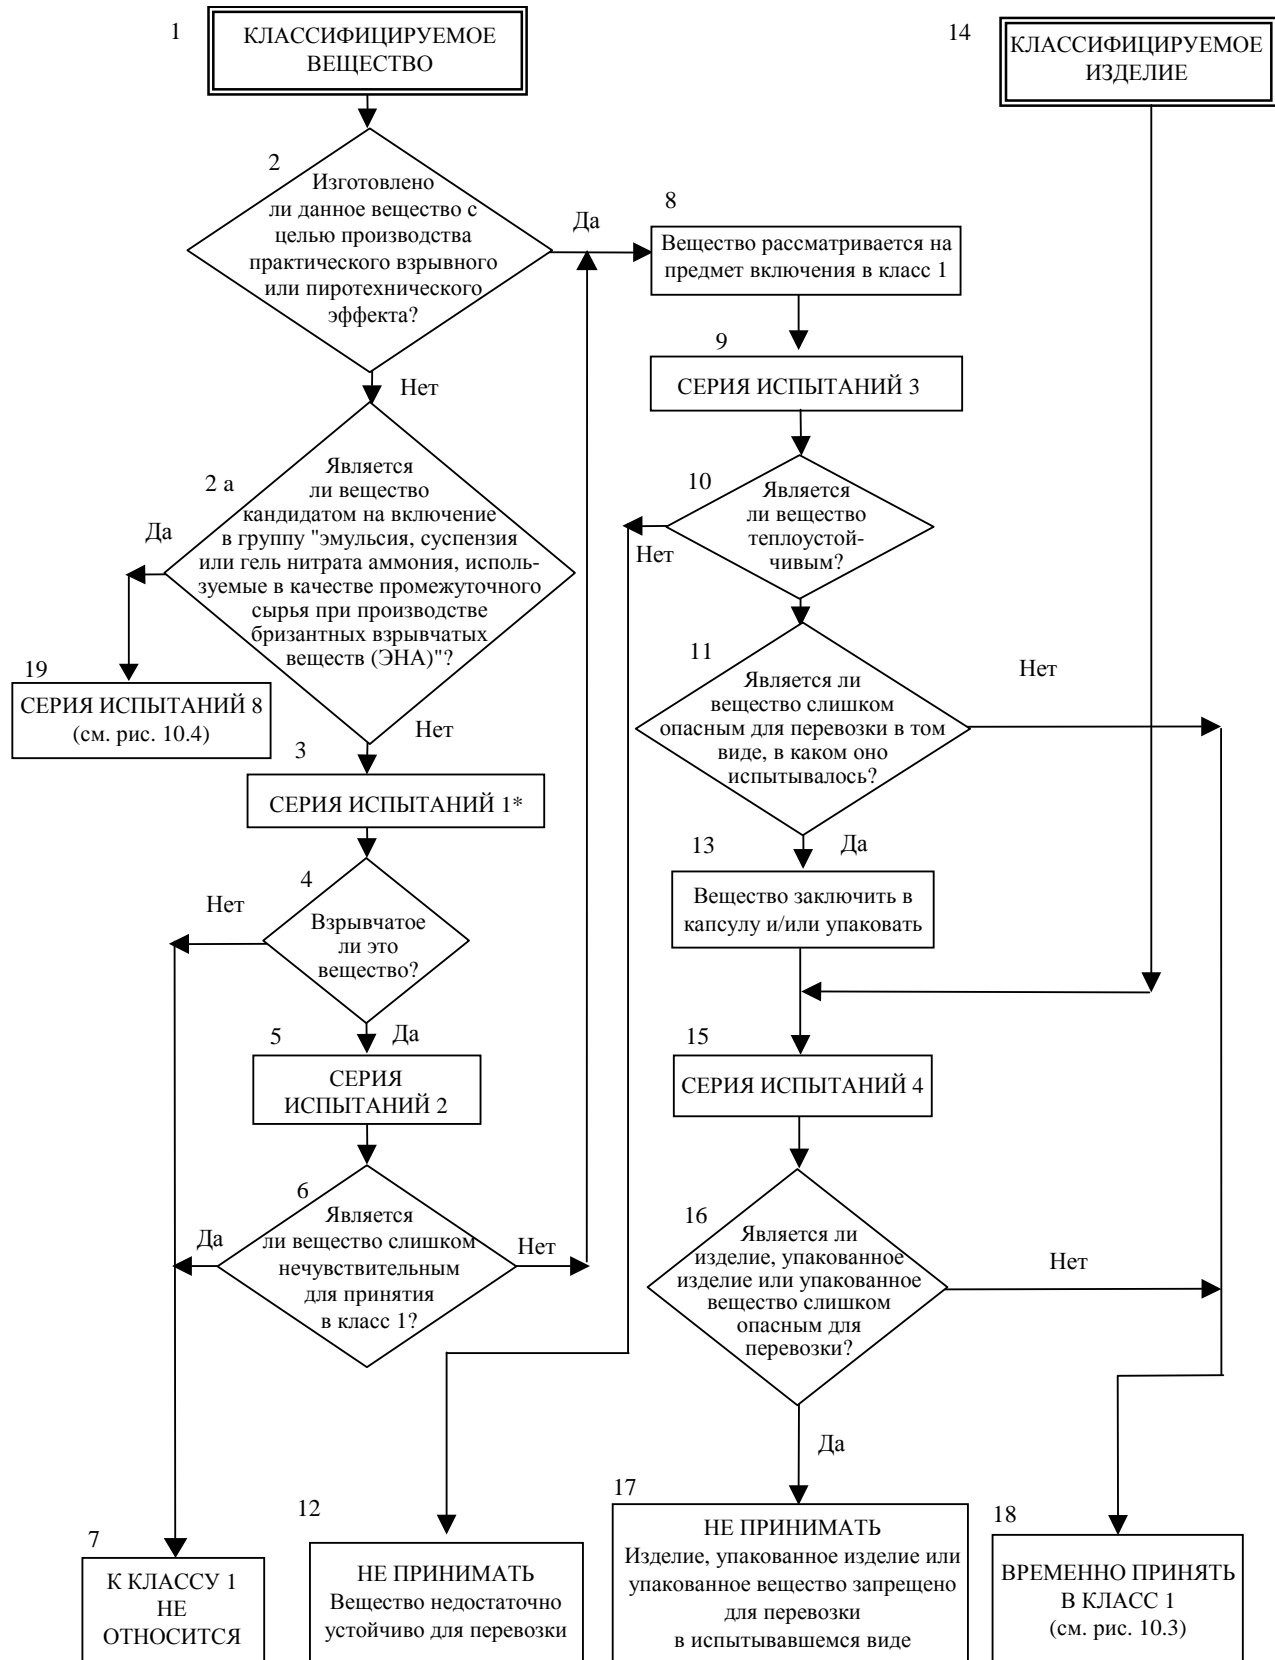 1
КЛАССИФИЦИРУЕМОЕ
ВЕЩЕСТВО
14
КЛАССИФИЦИРУЕМОЕ
ИЗДЕЛИЕ
2
Изготовлено
ли данное вещество с
целью производства
практического взрывного
или пиротехнического
эффекта?
Да
Нет
8
Вещество рассматривается на
предмет включения в класс 1
9
СЕРИЯ ИСПЫТАНИЙ 3
2 а
Является
ли вещество
кандидатом на включение
в группу "эмульсия, суспензия
или гель нитрата аммония, исполь-
зуемые в качестве промежуточного
сырья при производстве
бризантных взрывчатых
веществ (ЭНА)"?
Да
Нет
10
Является
ли вещество
теплоустой-
чивым?
Нет
19
СЕРИЯ ИСПЫТАНИЙ 8
(см. рис. 10.4)
11
Является ли
вещество слишком
опасным для перевозки в том
виде, в каком оно
испытывалось?
Нет
Да
3
СЕРИЯ ИСПЫТАНИЙ 1*
13
Вещество заключить в
капсулу и/или упаковать
4
Взрывчатое
ли это
вещество?
Нет
Да
5
СЕРИЯ
ИСПЫТАНИЙ 2
15
СЕРИЯ ИСПЫТАНИЙ 4
6
Является
ли вещество слишком
нечувствительным
для принятия
в класс 1?
Да
Нет
16
Является ли
изделие, упакованное
изделие или упакованное
вещество слишком
опасным для
перевозки?
Нет
Да
7
К КЛАССУ 1
НЕ
ОТНОСИТСЯ
12
НЕ ПРИНИМАТЬ
Вещество недостаточно
устойчиво для перевозки
17
НЕ ПРИНИМАТЬ
Изделие, упакованное изделие или
упакованное вещество запрещено
для перевозки
в испытывавшемся виде
18
ВРЕМЕННО ПРИНЯТЬ
В КЛАСС 1
(см. рис. 10.3)